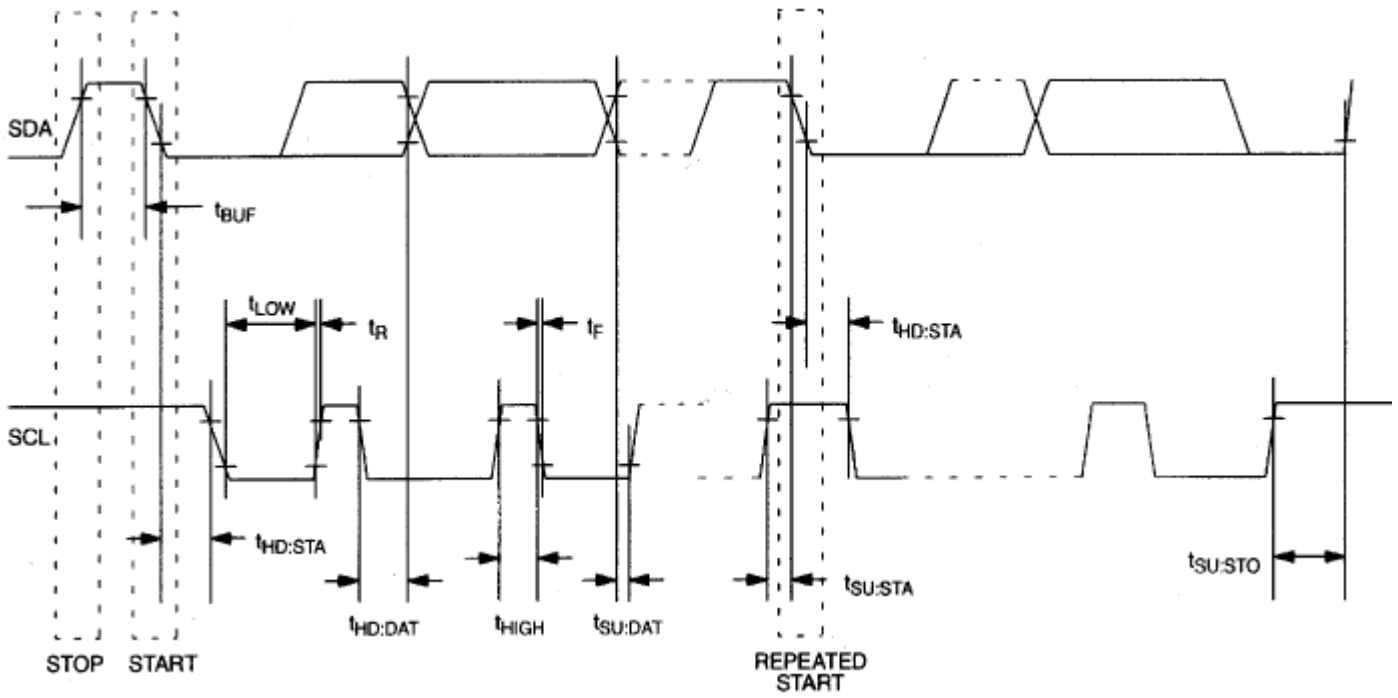 SDA
tBUF
tLOW
tR
tF
tHD:STA
SCL
tHD:STA
tSU:STA
tSU:STO
tHD:DAT
tHIGH
tSU:DAT
STOP
START
REPEATED
START